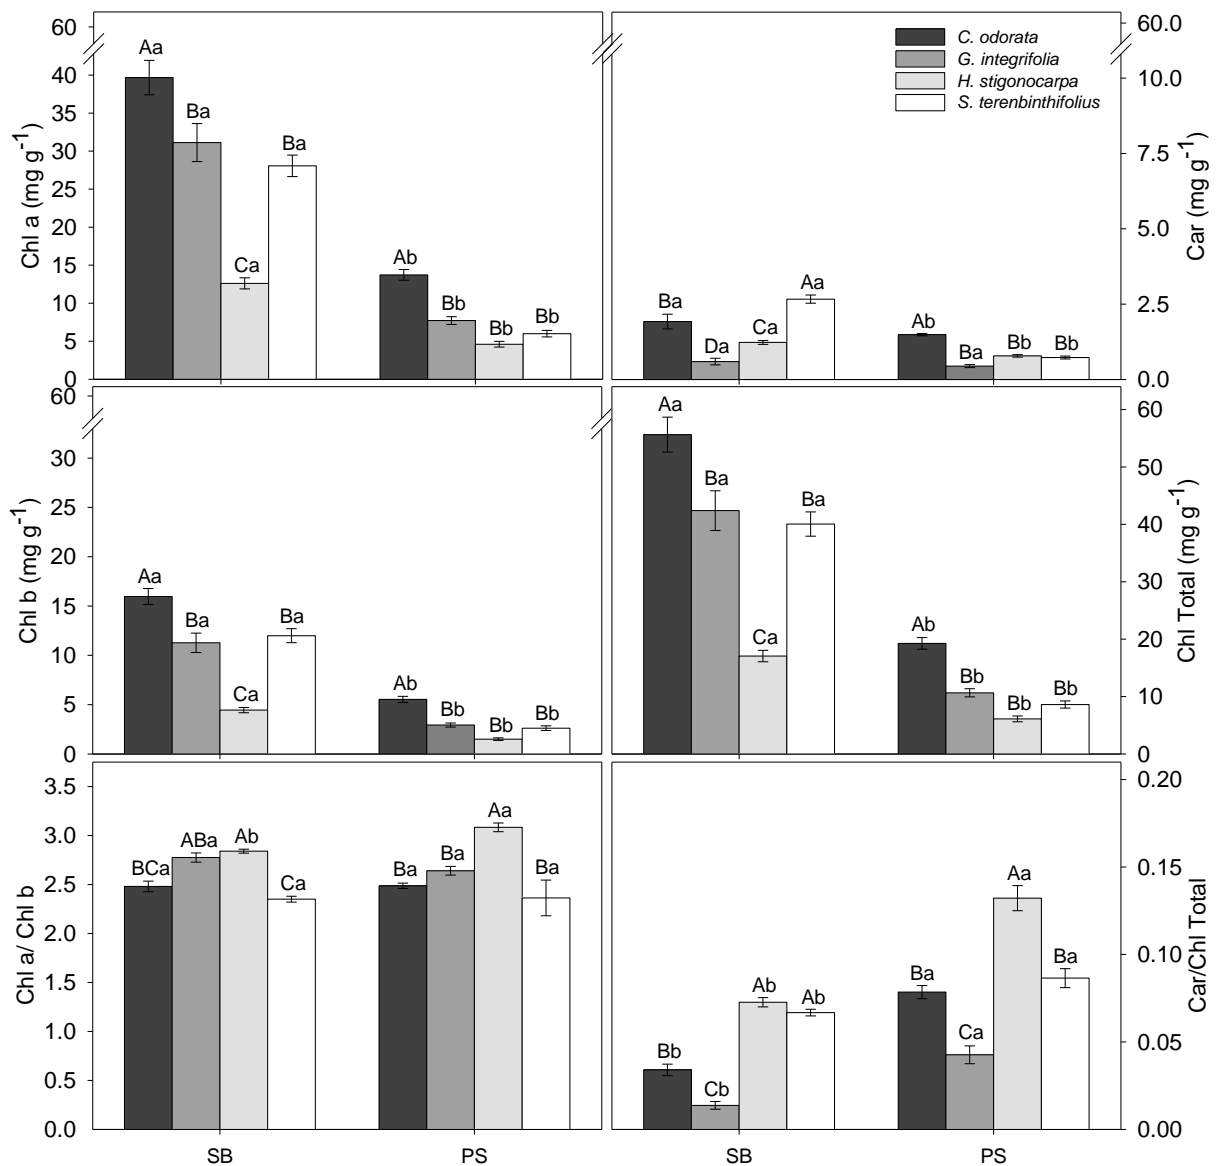 60
40
35
30
25
20
15
10
5
0
Chl a (mg g-1)
Aa
Ba
Ca
Ba
Ab
Bb
Bb
Bb
C. odorata
G. integrifolia
H. stigonocarpa
S. terenbinthifolius
60.0
10.0
7.5
5.0
2.5
0.0
Car (mg g-1)
Ba
Da
Ca
Aa
Ab
Ba
Bb
Bb
60
30
25
20
15
10
5
0
Chl b (mg g-1)
Aa
Ba
Ca
Ba
Ab
Bb
Bb
Bb
60
50
40
30
20
10
0
Chl Total (mg g-1)
Aa
Ba
Ca
Ba
Ab
Bb
Bb
Bb
3.5
3.0
2.5
2.0
1.5
1.0
0.5
0.0
Chl a/ Chl b
BCa
ABa
Ab
Ca
Ba
Ba
Aa
Ba
SB
PS
0.20
0.15
0.10
0.05
0.00
Car/Chl Total
Bb
Cb
Ab
Ab
Ba
Ca
Aa
Ba
SB
PS